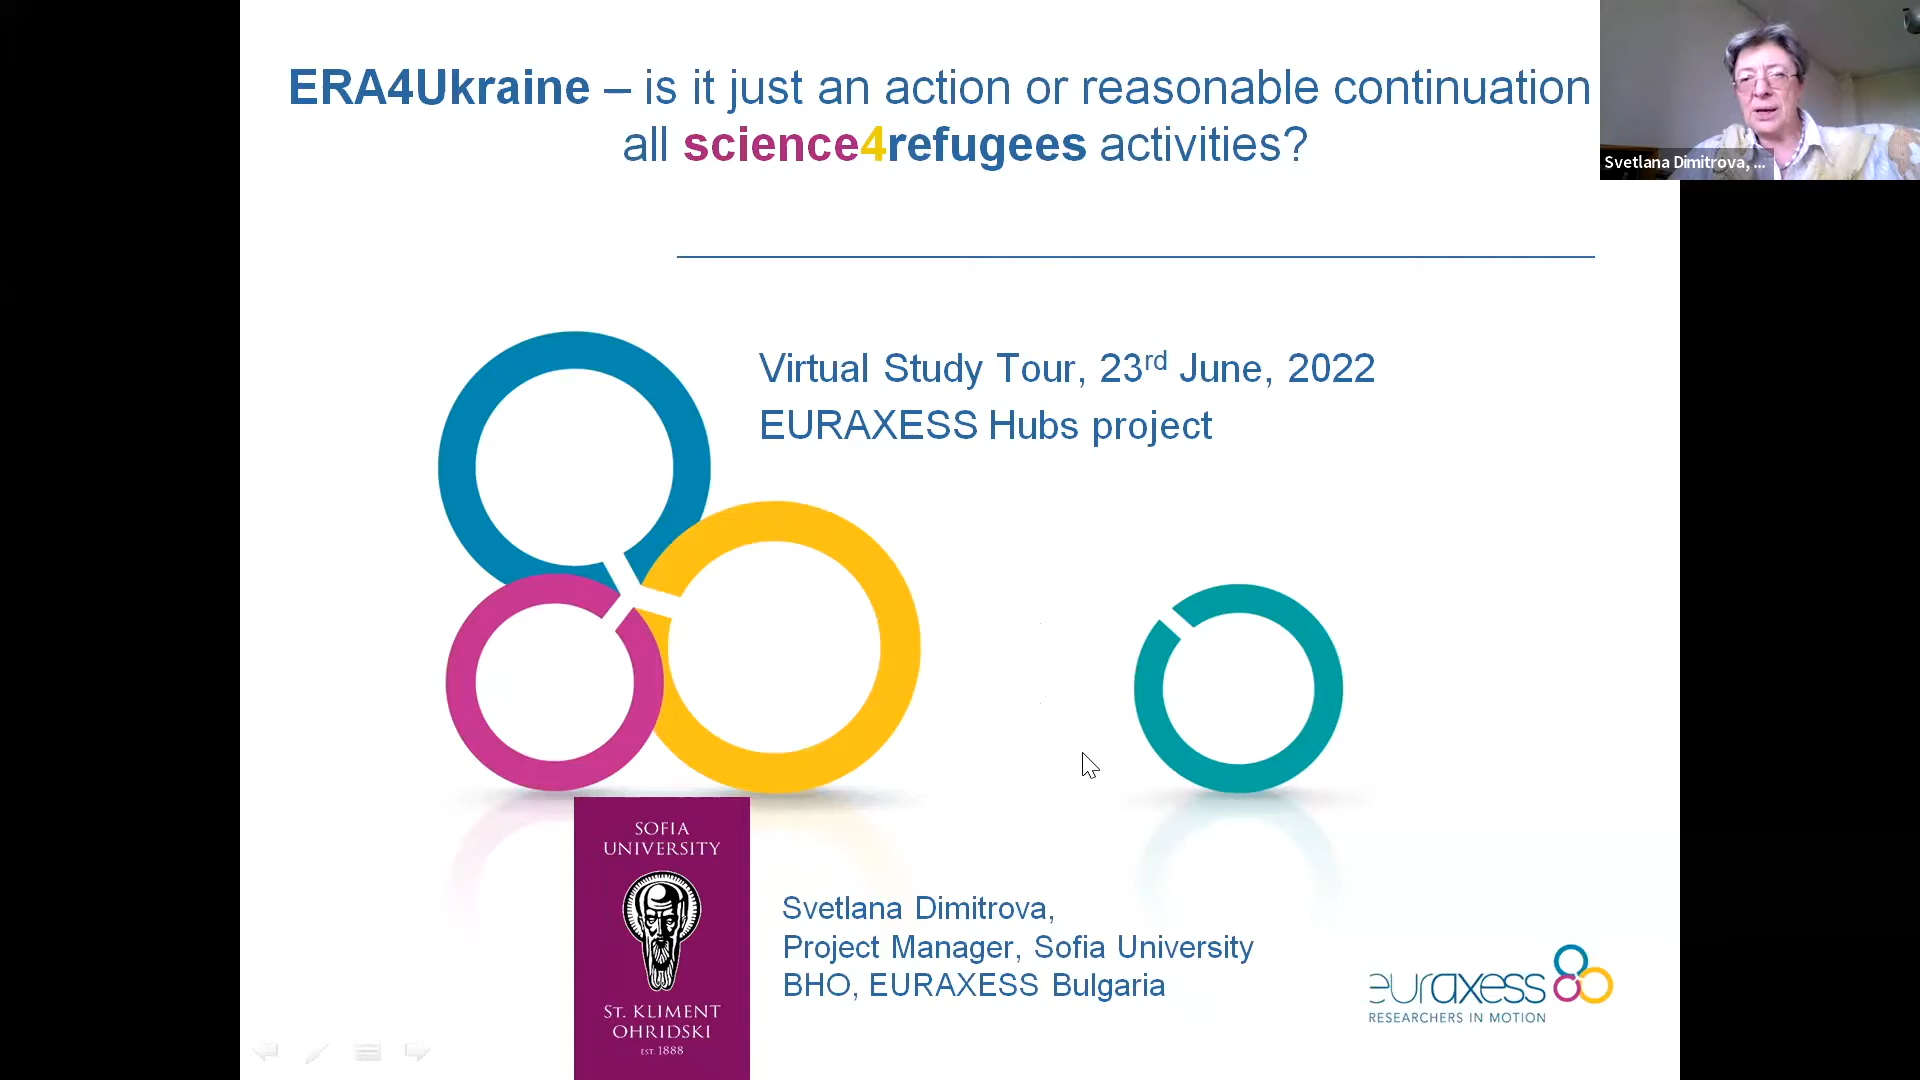 ERA4Ukraine – is it just an action or reasonable continuation
all science4refugees activities?
Svetlana Dimitrova, ...
Virtual Study Tour, 23rd June, 2022
EURAXESS Hubs project
SOFIA
UNIVERSITY
ST. KLIMENT
OHRIDSKI
EST. 1888
Svetlana Dimitrova,
Project Manager, Sofia University
BHO, EURAXESS Bulgaria
euraxess
RESEARCHERS IN MOTION